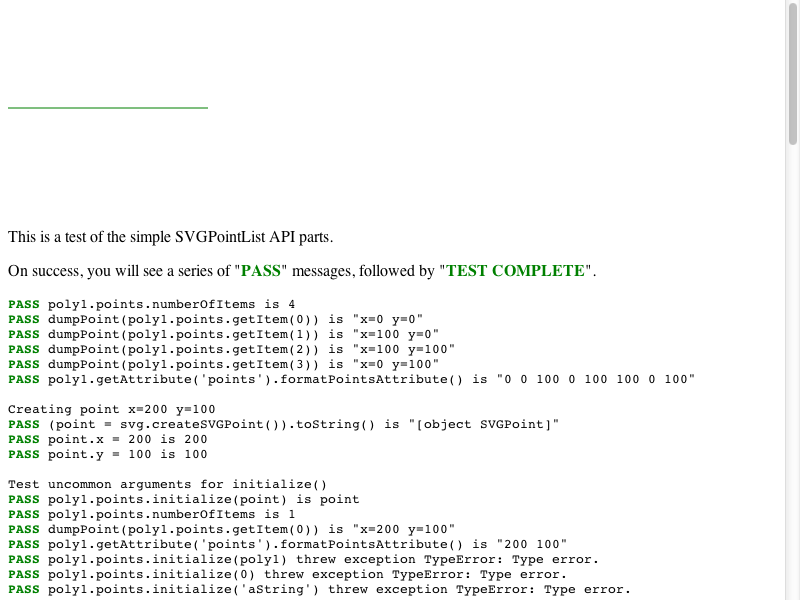 This is a test of the simple SVGPointList API parts.
On success, you will see a series of "PASS" messages, followed by "TEST COMPLETE".
PASS poly1.points.numberOfItems is 4
PASS dumpPoint(poly1.points.getItem(0)) is "x=0 y=0"
PASS dumpPoint(poly1.points.getItem(1)) is "x=100 y=0"
PASS dumpPoint(poly1.points.getItem(2)) is "x=100 y=100"
PASS dumpPoint(poly1.points.getItem(3)) is "x=0 y=100"
PASS poly1.getAttribute('points').formatPointsAttribute() is "0 0 100 0 100 100 0 100"
Creating point x=200 y=100
PASS (point = svg.createSVGPoint()).toString() is "[object SVGPoint]"
PASS point.x = 200 is 200
PASS point.y = 100 is 100
Test uncommon arguments for initialize()
PASS poly1.points.initialize(point) is point
PASS poly1.points.numberOfItems is 1
PASS dumpPoint(poly1.points.getItem(0)) is "x=200 y=100"
PASS poly1.getAttribute('points').formatPointsAttribute() is "200 100"
PASS poly1.points.initialize(poly1) threw exception TypeError: Type error.
PASS poly1.points.initialize(0) threw exception TypeError: Type error.
PASS poly1.points.initialize('aString') threw exception TypeError: Type error.